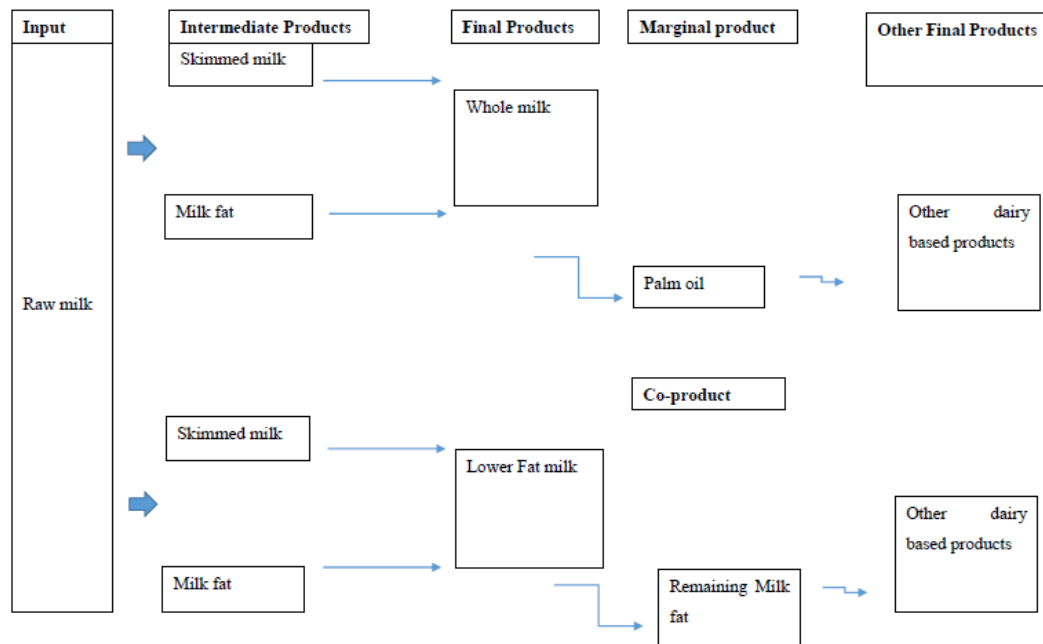 Input
Intermediate Products
Final Products
Marginal product
Other Final Products
Skimmed milk
Whole milk
Milk fat
Other dairy
based products
Palm oil
Raw milk
Co-product
Skimmed milk
Lower Fat milk
Other dairy
based products
Milk fat
Remaining Milk
fat